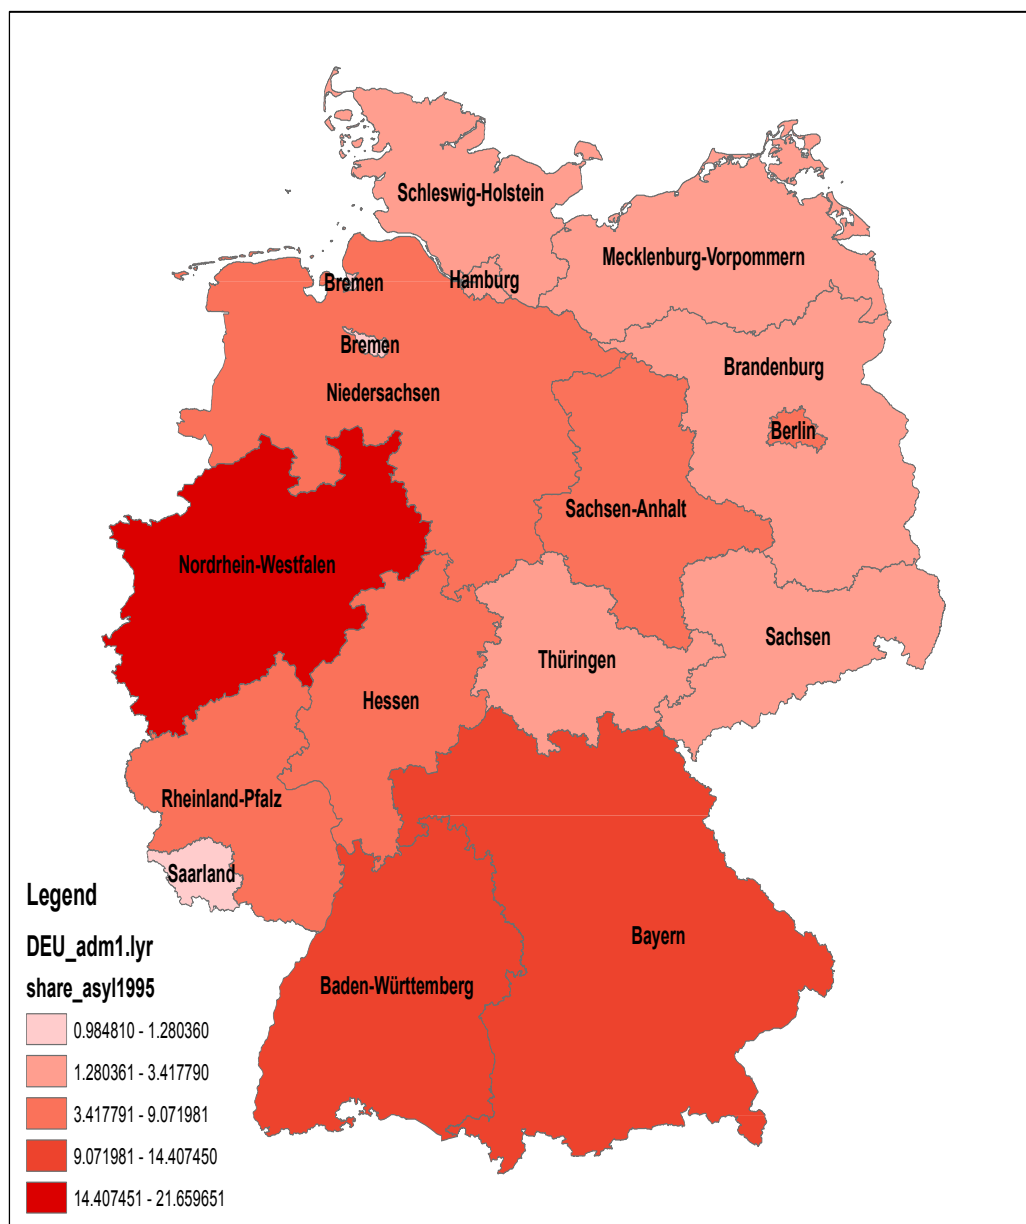 Schleswig-Holstein
Mecklenburg-Vorpommern
Hamburg
Bremen
Bremen
Brandenburg
Niedersachsen
Berlin
Sachsen-Anhalt
Nordrhein-Westfalen
Sachsen
Thüringen
Hessen
Rheinland-Pfalz
Saarland
Bayern
Baden-Württemberg
Legend
DEU_adm1.lyr
share_asyl1995
0.984810 - 1.280360
1.280361 - 3.417790
3.417791 - 9.071981
9.071981 - 14.407450
14.407451 - 21.659651